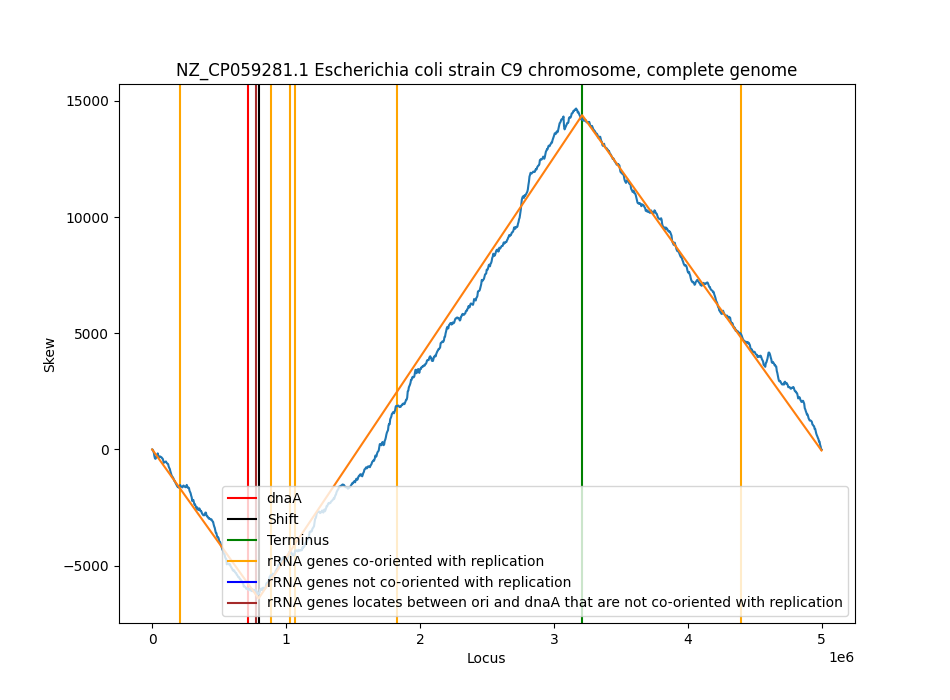 NZ_CP059281.1 Escherichia coli strain C9 chromosome, complete genome
15000
10000
5000
0
−5000
Skew
dnaA
Shift
Terminus
rRNA genes co-oriented with replication
rRNA genes not co-oriented with replication
rRNA genes locates between ori and dnaA that are not co-oriented with replication
0 1 2 3 4 5
1e6
Locus